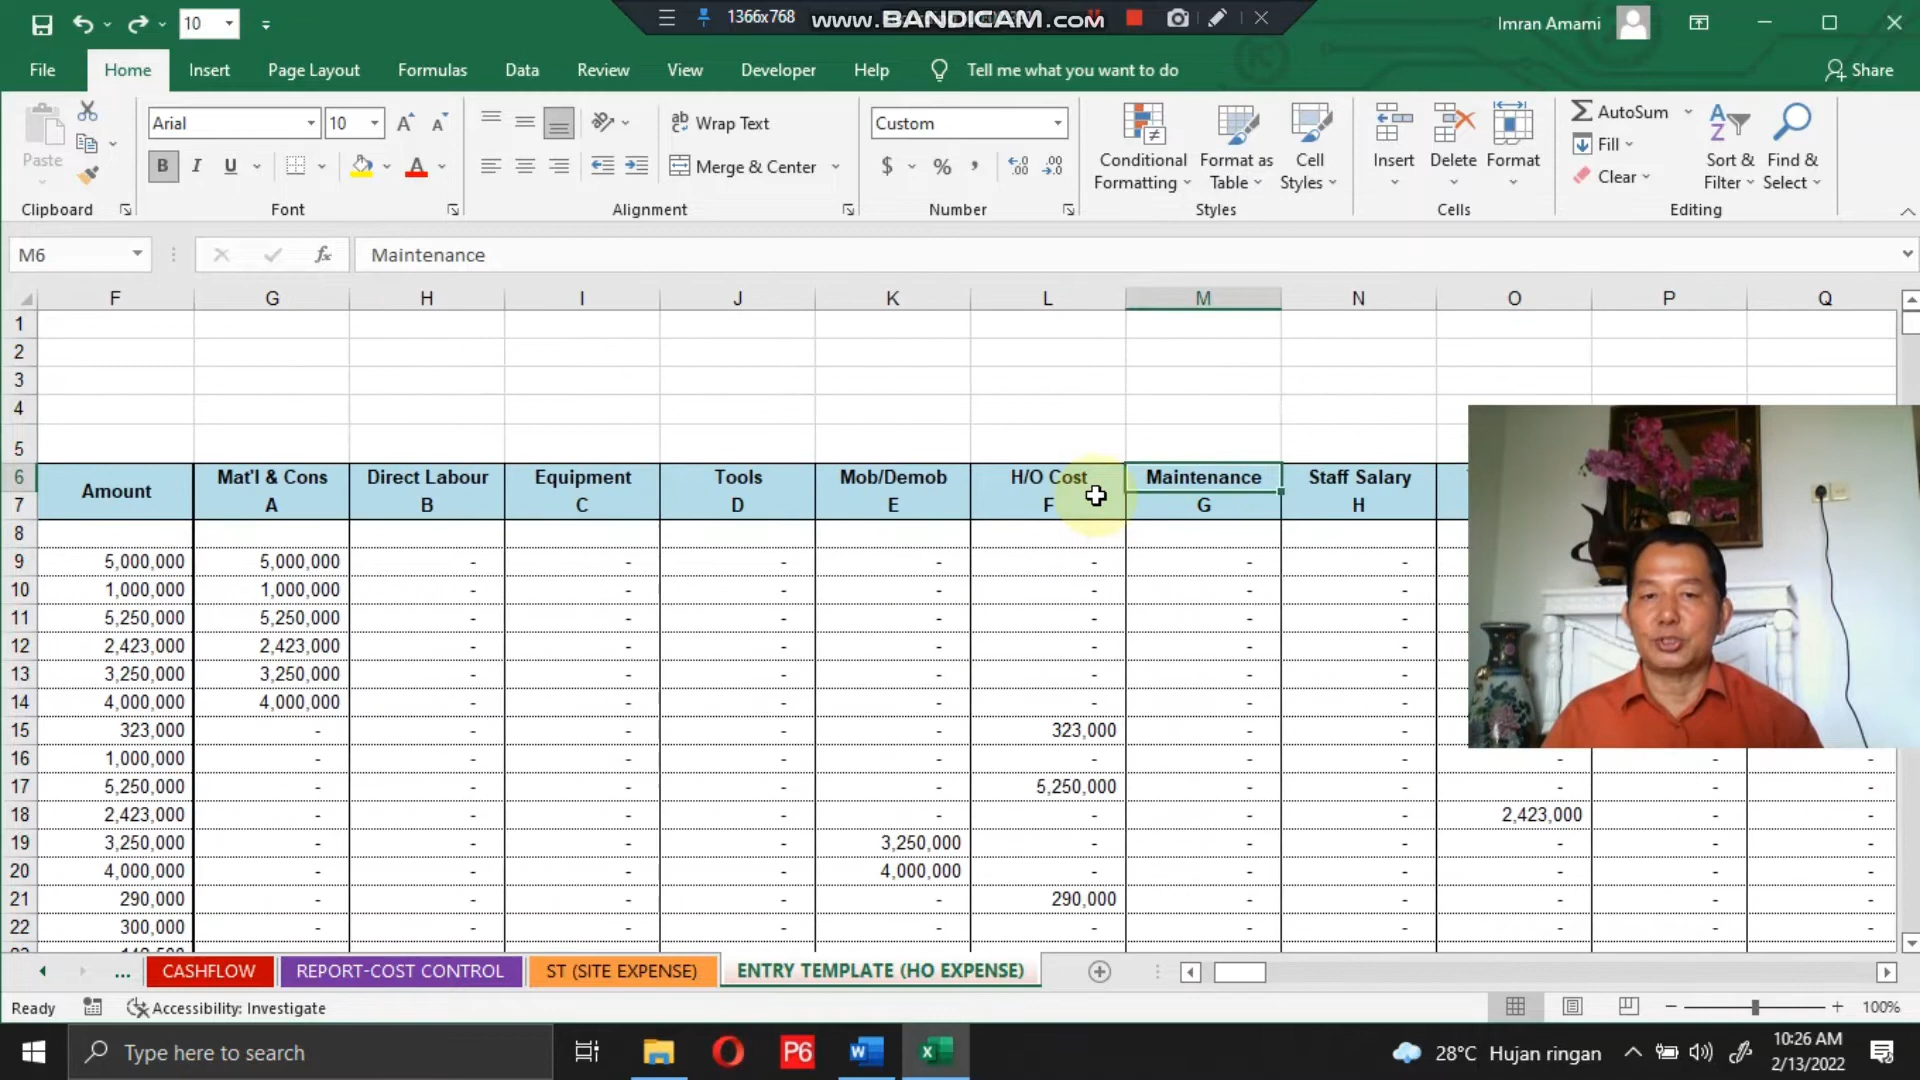 10
1366x768
www.BANDICAM.com
Imran Amami
File
Home
Insert
Page Layout
Formulas
Data
Review
View
Developer
Help
Tell me what you want to do
Share
Paste
Arial
10
Wrap Text
Custom
Merge & Center
Conditional
Formatting
Format as
Table
Cell
Styles
Insert
Delete
Format
AutoSum
Fill
Clear
Sort &
Filter
Find &
Select
Clipboard
Font
Alignment
Number
Styles
Cells
Editing
M6
fx
Maintenance
F G H I J K L M N O P Q
1
2
3
4
5
6 Amount Mat'l & Cons Direct Labour Equipment Tools Mob/Demob H/O Cost Maintenance Staff Salary
7 A B C D E F G H
8
9 5,000,000 5,000,000 - - - - - - -
10 1,000,000 1,000,000 - - - - - - -
11 5,250,000 5,250,000 - - - - - - -
12 2,423,000 2,423,000 - - - - - - -
13 3,250,000 3,250,000 - - - - - - -
14 4,000,000 4,000,000 - - - - - - -
15 323,000 - - - - - 323,000 - -
16 1,000,000 - - - - - - - - - - -
17 5,250,000 - - - - - 5,250,000 - - - - -
18 2,423,000 - - - - - - - - 2,423,000 - -
19 3,250,000 - - - - 3,250,000 - - - - - -
20 4,000,000 - - - - 4,000,000 - - - - - -
21 290,000 - - - - - 290,000 - - - - -
22 300,000 - - - - - - - - - - -
...
CASHFLOW
REPORT-COST CONTROL
ST (SITE EXPENSE)
ENTRY TEMPLATE (HO EXPENSE)
Ready
Accessibility: Investigate
100%
Type here to search
P6
28°C Hujan ringan
10:26 AM
2/13/2022